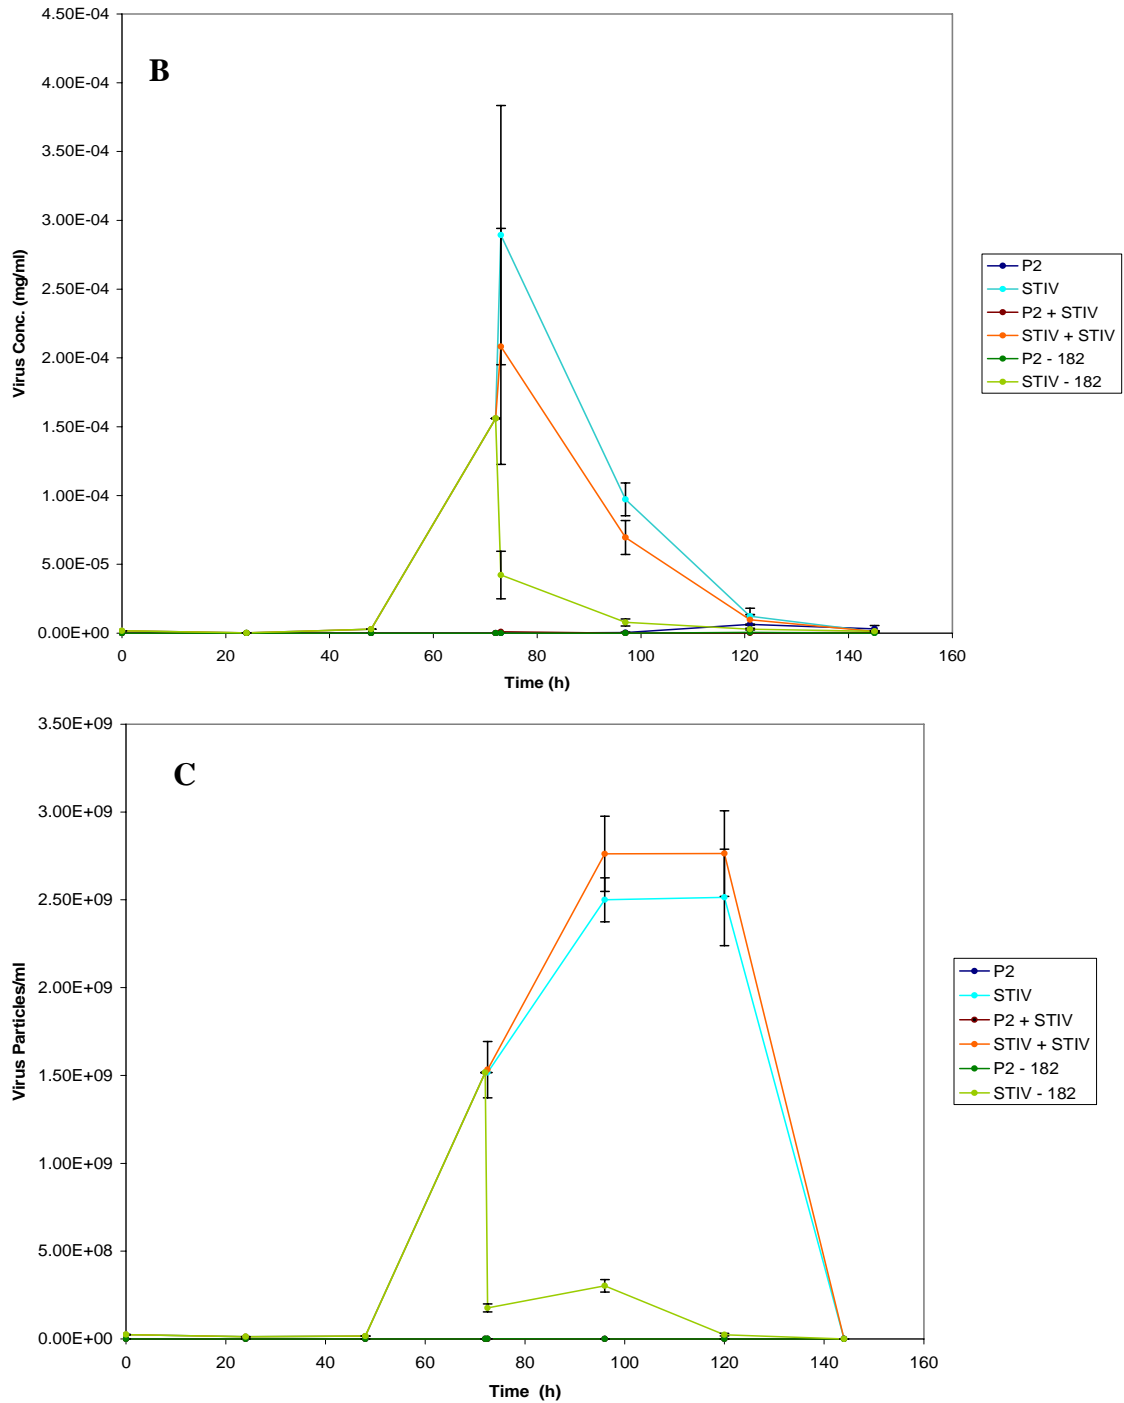 4.50E-04
B
4.00E-04
3.50E-04
3.00E-04
2.50E-04
2.00E-04
1.50E-04
1.00E-04
5.00E-05
0.00E+00
Virus Conc. (mg/ml)
0 20 40 60 80 100 120 140 160
Time (h)
P2
STIV
P2 + STIV
STIV + STIV
P2 - 182
STIV - 182
3.50E+09
C
3.00E+09
2.50E+09
2.00E+09
1.50E+09
1.00E+09
5.00E+08
0.00E+00
Virus Particles/ml
0 20 40 60 80 100 120 140 160
Time (h)
P2
STIV
P2 + STIV
STIV + STIV
P2 - 182
STIV - 182